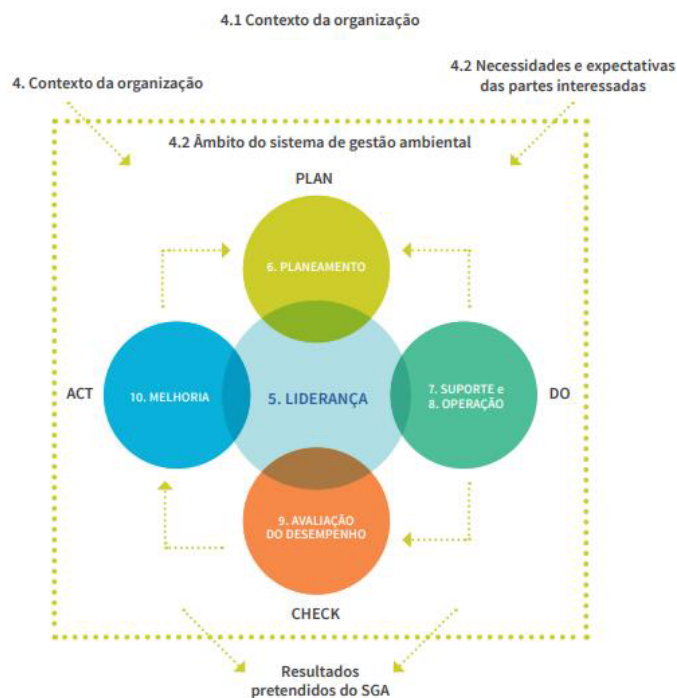 4.1 Contexto da organização
4. Contexto da organização
4.2 Necessidades e expectativas
das partes interessadas
4.2 Âmbito do sistema de gestão ambiental
PLAN
6. PLANEAMENTO
ACT
10. MELHORIA
5. LIDERANÇA
7. SUPORTE e
8. OPERAÇÃO
DO
9. AVALIAÇÃO
DO DESEMPENHO
CHECK
Resultados
pretendidos do SGA